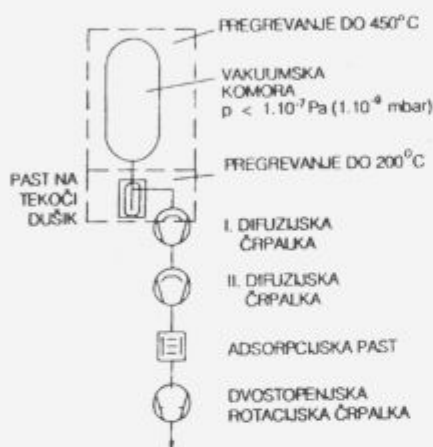 PREGREVANJE DO 450°C
VAKUUMSKA
KOMORA
p < 1.10⁻⁷ Pa (1.10⁻⁹ mbar)
PREGREVANJE DO 200°C
PAST NA
TEKOČI
DUŠIK
I. DIFUZIJSKA
ČRPALKA
II. DIFUZIJSKA
ČRPALKA
ADSORPCIJSKA PAST
DVOSTOPENJSKA
ROTACIJSKA ČRPALKA